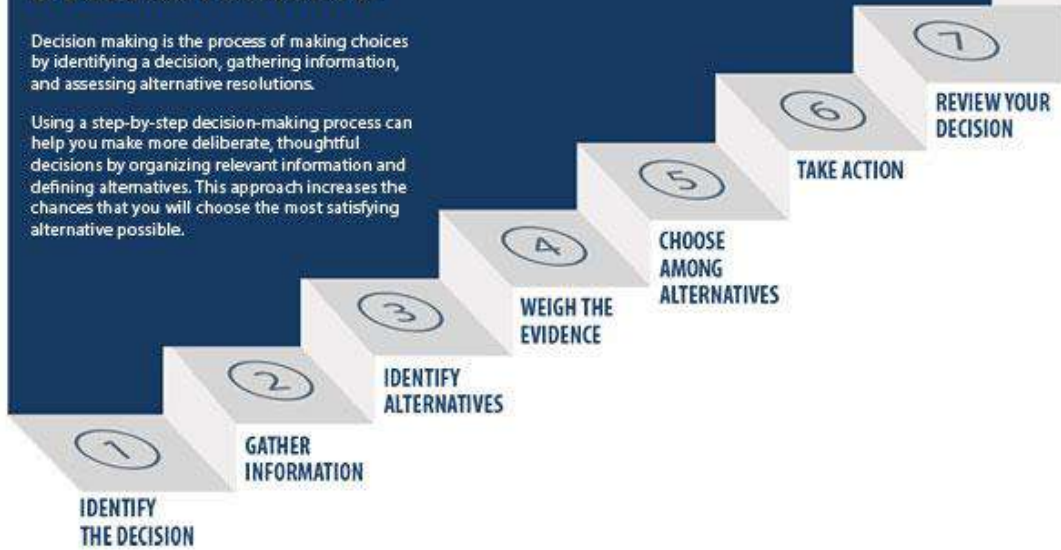 Decision making is the process of making choices
by identifying a decision, gathering information,
and assessing alternative resolutions.
Using a step-by-step decision-making process can
help you make more deliberate, thoughtful
decisions by organizing relevant information and
defining alternatives. This approach increases the
chances that you will choose the most satisfying
alternative possible.
1
IDENTIFY
THE DECISION
2
GATHER
INFORMATION
3
IDENTIFY
ALTERNATIVES
4
WEIGH THE
EVIDENCE
5
CHOOSE
AMONG
ALTERNATIVES
6
TAKE ACTION
7
REVIEW YOUR
DECISION